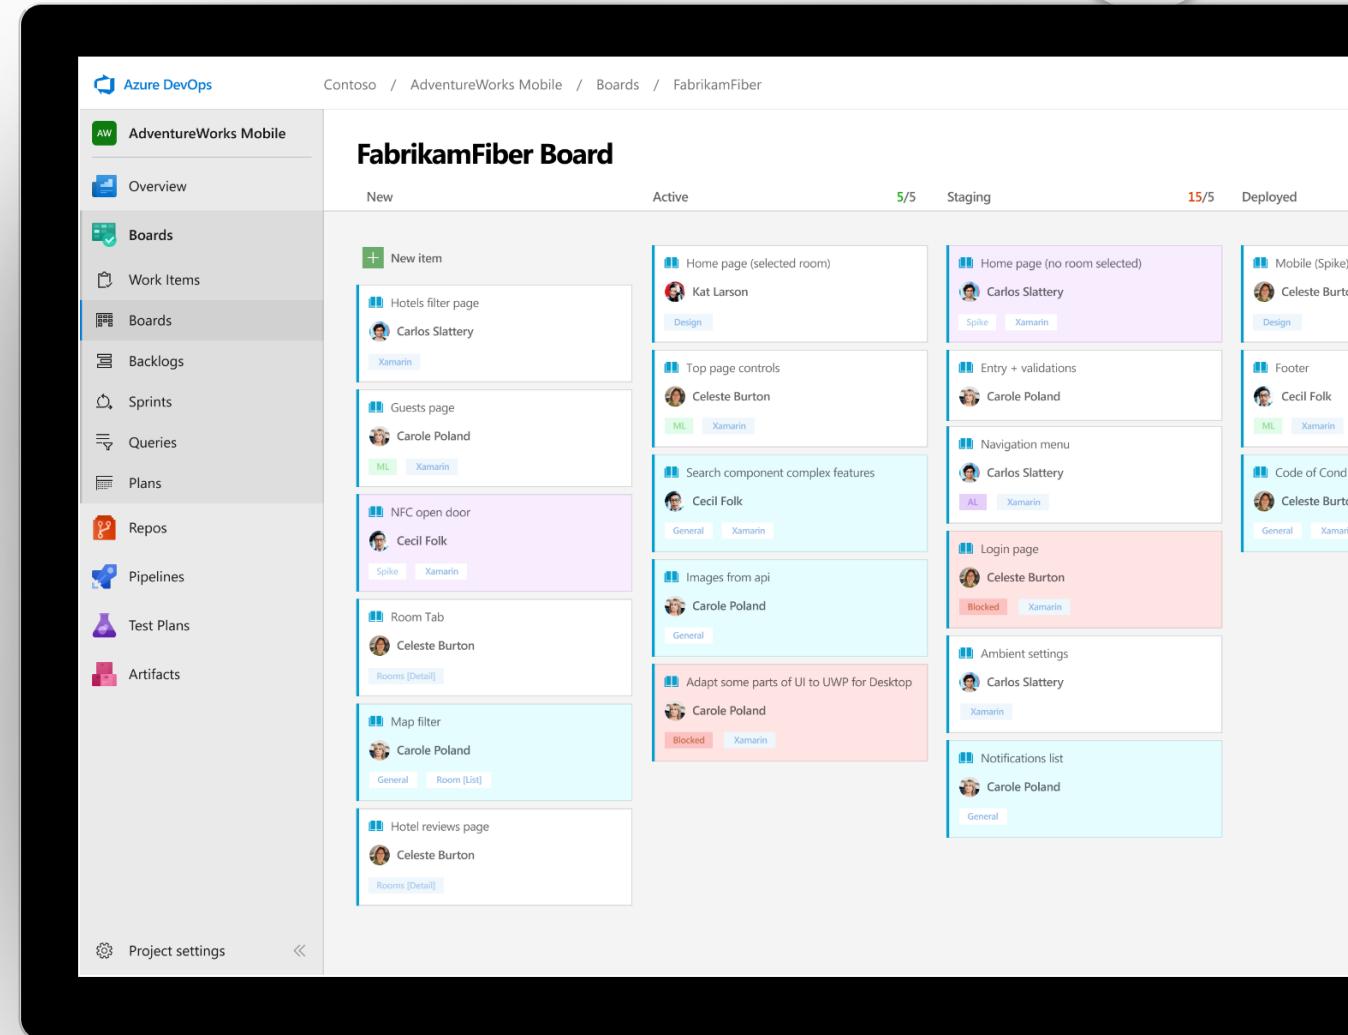 Azure DevOps
Contoso / AdventureWorks Mobile / Boards / FabrikamFiber
AW AdventureWorks Mobile
Overview
Boards
Work Items
Boards
Backlogs
Sprints
Queries
Plans
Repos
Pipelines
Test Plans
Artifacts
Project settings
FabrikamFiber Board
New
New item
Hotels filter page
Carlos Slattery
Xamarin
Guests page
Carole Poland
ML Xamarin
NFC open door
Cecil Folk
Spike Xamarin
Room Tab
Celeste Burton
Rooms [Detail]
Map filter
Carole Poland
General Room [List]
Hotel reviews page
Celeste Burton
Rooms [Detail]
Active 5/5
Home page (selected room)
Kat Larson
Design
Top page controls
Celeste Burton
ML Xamarin
Search component complex features
Cecil Folk
General Xamarin
Images from api
Carole Poland
General
Adapt some parts of UI to UWP for Desktop
Carole Poland
Blocked Xamarin
Staging 15/5
Home page (no room selected)
Carlos Slattery
Spike Xamarin
Entry + validations
Carole Poland
Navigation menu
Carlos Slattery
AL Xamarin
Login page
Celeste Burton
Blocked Xamarin
Ambient settings
Carlos Slattery
Xamarin
Notifications list
Carole Poland
General
Deployed
Mobile (Spike)
Celeste
Design
Footer
Cecil Folk
ML Xamarin
Code of
Celeste
General